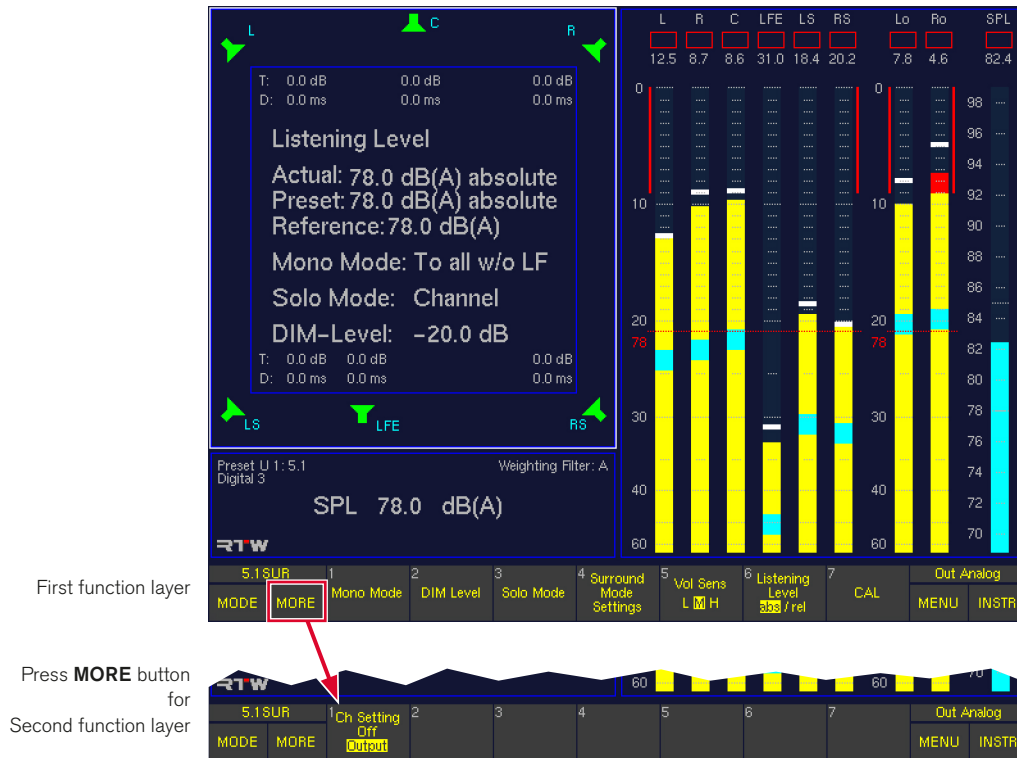 L C R
T: 0.0 dB 0.0 dB 0.0 dB
D: 0.0 ms 0.0 ms 0.0 ms
Listening Level
Actual: 78.0 dB(A) absolute
Preset: 78.0 dB(A) absolute
Reference: 78.0 dB(A)
Mono Mode: To all w/o LF
Solo Mode: Channel
DIM-Level: -20.0 dB
T: 0.0 dB 0.0 dB 0.0 dB
D: 0.0 ms 0.0 ms 0.0 ms
LS LFE RS
Preset U 1: 5.1 Weighting Filter: A
Digital 3
SPL 78.0 dB(A)
RTW
L R C LFE LS RS Lo Ro SPL
12.5 8.7 8.6 31.0 18.4 20.2 7.8 4.6 82.4
0 0
98
96
94
92
10 10
90
88
86
84
20 20
78 78
82
80
78
30 30
76
74
40 40
72
70
60 60
First function layer
5.1SUR
MODE MORE
1 Mono Mode
2 DIM Level
3 Solo Mode
4 Surround
Mode
Settings
5 Vol Sens
L M H
6 Listening
Level
abs / rel
7 CAL
Out Analog
MENU INSTR
Press MORE button
for
Second function layer
RTW
60 60 70
5.1SUR
MODE MORE
1 Ch Setting
Off
Output
2 3 4 5 6 7
Out Analog
MENU INSTR